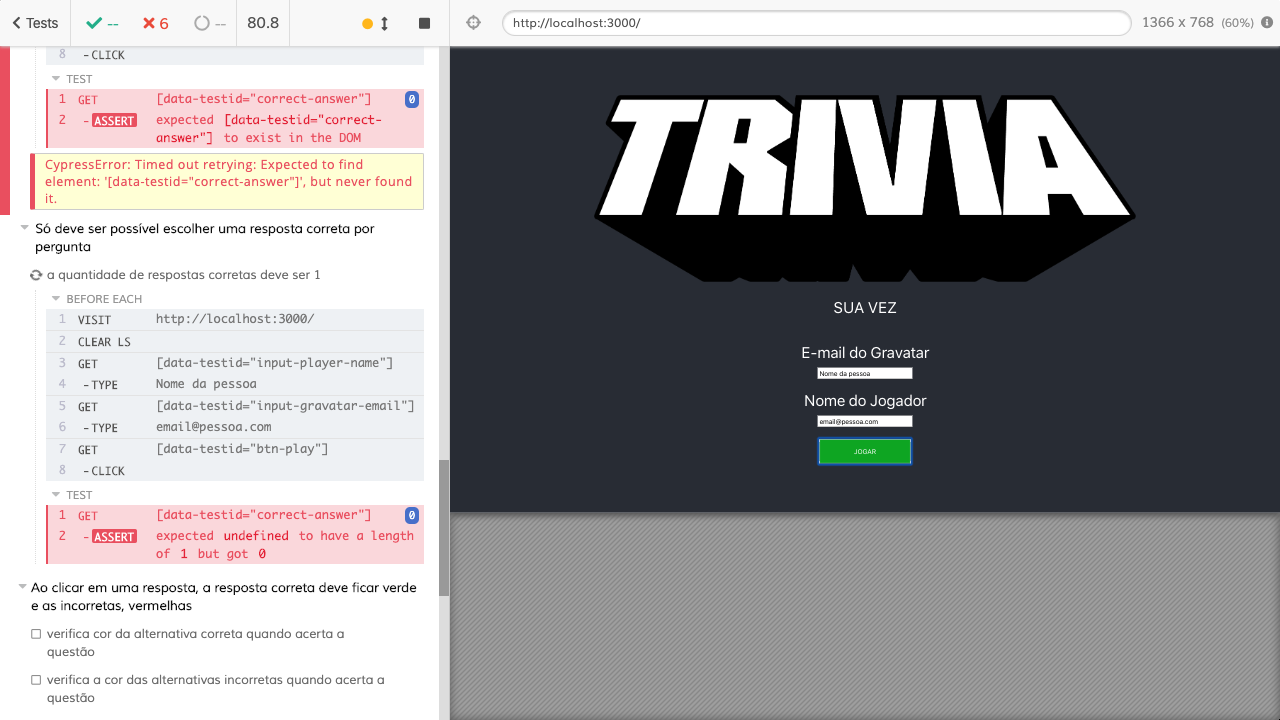 Tests
--
6
--
80.8
http://localhost:3000/
1366 x 768 (60%)
8 -CLICK
TEST
1 GET [data-testid="correct-answer"] 0
2 -ASSERT expected [data-testid="correct-
answer"] to exist in the DOM
CypressError: Timed out retrying: Expected to find
element: '[data-testid="correct-answer"]', but never found
it.
Só deve ser possível escolher uma resposta correta por
pergunta
a quantidade de respostas corretas deve ser 1
BEFORE EACH
1 VISIT http://localhost:3000/
2 CLEAR LS
3 GET [data-testid="input-player-name"]
4 -TYPE Nome da pessoa
5 GET [data-testid="input-gravatar-email"]
6 -TYPE email@pessoa.com
7 GET [data-testid="btn-play"]
8 -CLICK
TEST
1 GET [data-testid="correct-answer"] 0
2 -ASSERT expected undefined to have a length
of 1 but got 0
Ao clicar em uma resposta, a resposta correta deve ficar verde
e as incorretas, vermelhas
verifica cor da alternativa correta quando acerta a
questão
verifica a cor das alternativas incorretas quando acerta a
questão
TRIVIA
SUA VEZ
E-mail do Gravatar
Nome da pessoa
Nome do Jogador
email@pessoa.com
JOGAR